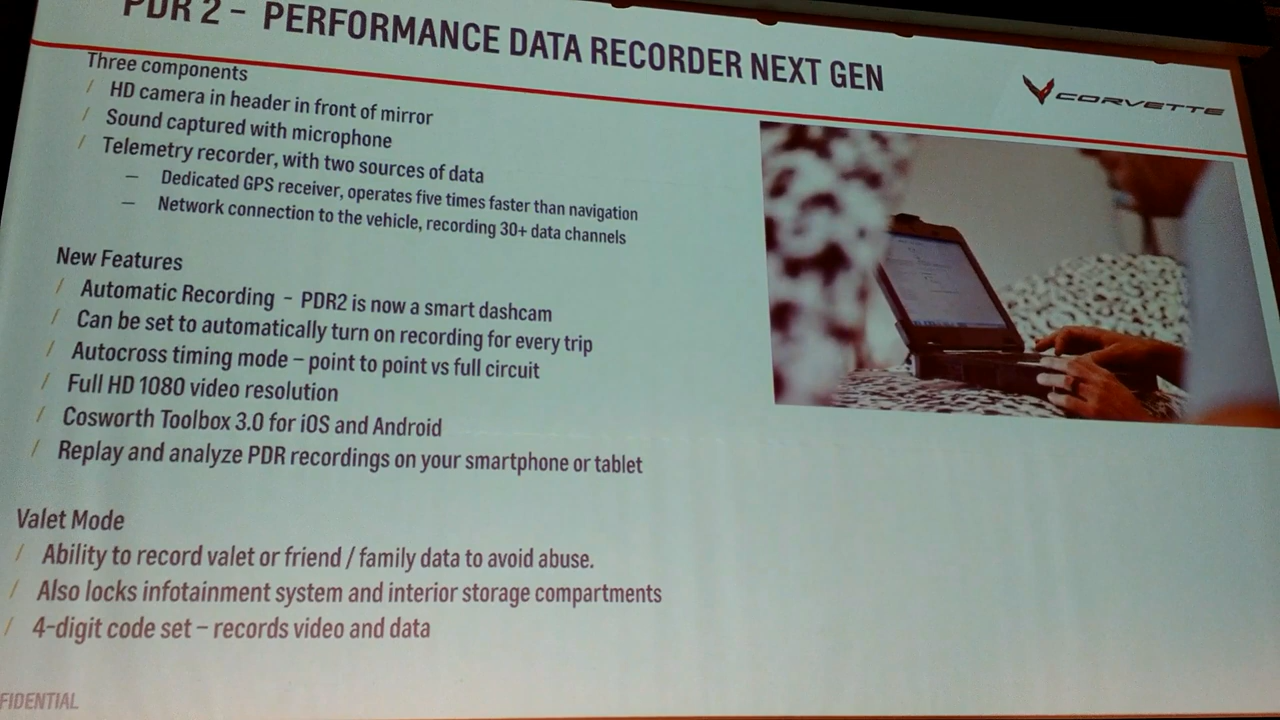 PDR 2 – PERFORMANCE DATA RECORDER NEXT GEN
CORVETTE
Three components
/ HD camera in header in front of mirror
/ Sound captured with microphone
/ Telemetry recorder, with two sources of data
– Dedicated GPS receiver, operates five times faster than navigation
– Network connection to the vehicle, recording 30+ data channels
New Features
/ Automatic Recording – PDR2 is now a smart dashcam
/ Can be set to automatically turn on recording for every trip
/ Autocross timing mode – point to point vs full circuit
/ Full HD 1080 video resolution
/ Cosworth Toolbox 3.0 for iOS and Android
/ Replay and analyze PDR recordings on your smartphone or tablet
Valet Mode
/ Ability to record valet or friend / family data to avoid abuse.
/ Also locks infotainment system and interior storage compartments
/ 4-digit code set – records video and data
FIDENTIAL